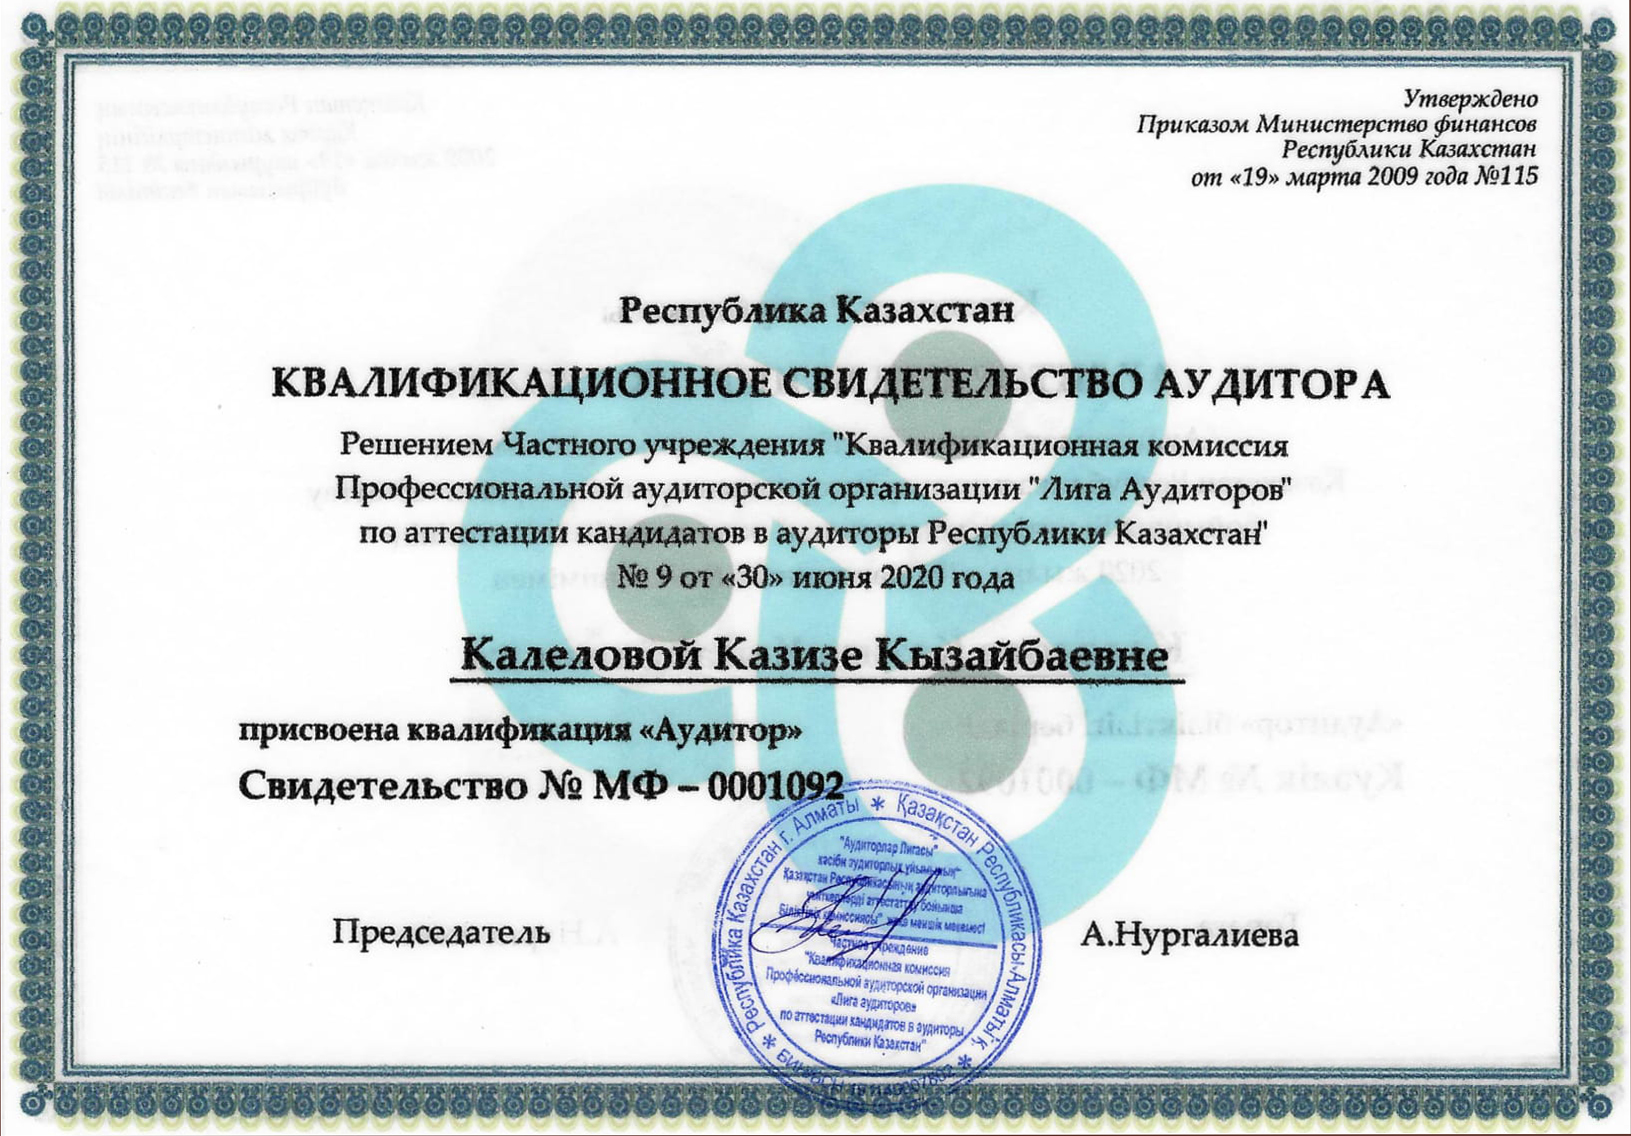 Утверждено
Приказом Министерство финансов
Республики Казахстан
от «19» марта 2009 года №115
Республика Казахстан
КВАЛИФИКАЦИОННОЕ СВИДЕТЕЛЬСТВО АУДИТОРА
Решением Частного учреждения "Квалификационная комиссия
Профессиональной аудиторской организации "Лига Аудиторов"
по аттестации кандидатов в аудиторы Республики Казахстан"
№ 9 от «30» июня 2020 года
Калеловой Казизе Кызайбаевне
присвоена квалификация «Аудитор»
Свидетельство № МФ – 0001092
Председатель
А.Нургалиева
Республика Казахстан г. Алматы * Қазақстан Республикасы Алматы қ. *
"Аудиторлар Лигасы"
кәсіби аудиторлық ұйымының
Қазақстан Республикасының аудиторлығына
үміткерлерді аттестаттау бойынша
Біліктілік комиссиясы" жеке меншік мекемесі
Частное учреждение
"Квалификационная комиссия
Профессиональной аудиторской организации
«Лига аудиторов»
по аттестации кандидатов в аудиторы
Республики Казахстан"